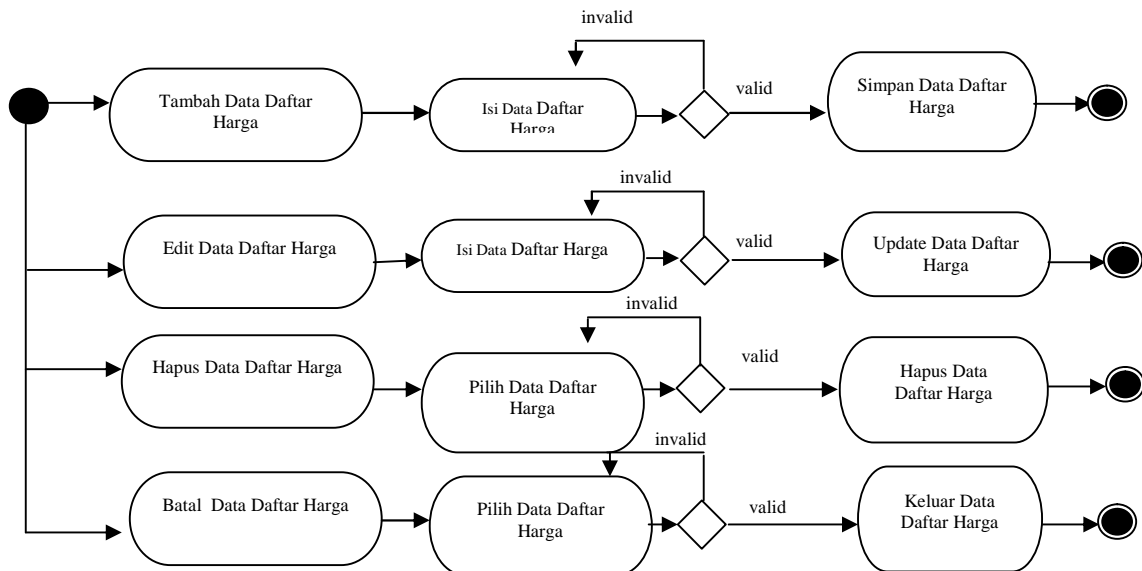 invalid
Tambah Data Daftar
Harga
Isi Data Daftar
Harga
valid
Simpan Data Daftar
Harga
invalid
Edit Data Daftar Harga
Isi Data Daftar Harga
valid
Update Data Daftar
Harga
invalid
Hapus Data Daftar Harga
Pilih Data Daftar
Harga
valid
Hapus Data
Daftar Harga
invalid
Batal Data Daftar Harga
Pilih Data Daftar
Harga
valid
Keluar Data
Daftar Harga